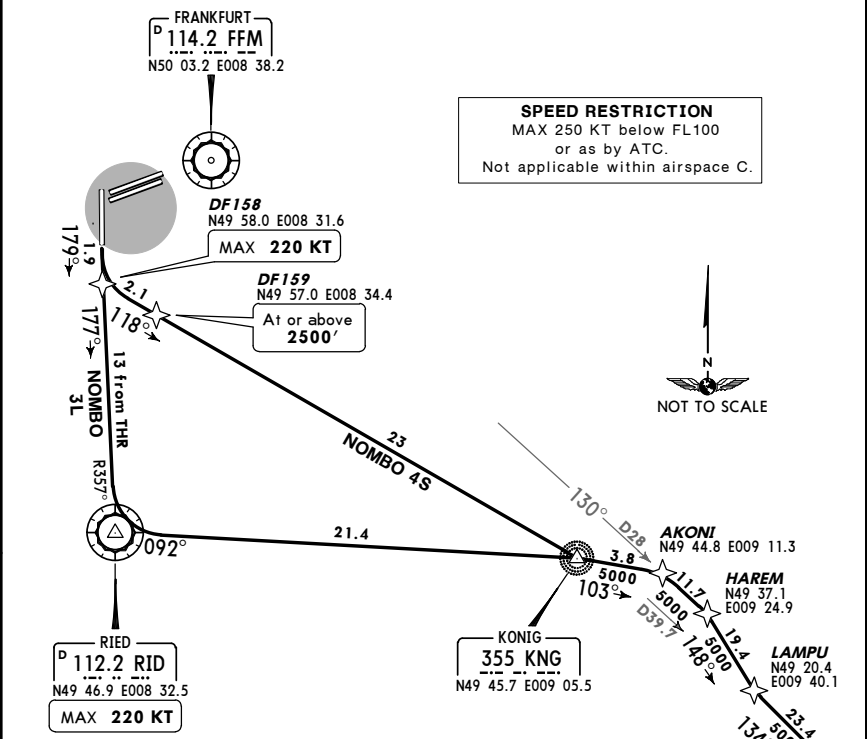 FRANKFURT
D 114.2 FFM
N50 03.2 E008 38.2
SPEED RESTRICTION
MAX 250 KT below FL100
or as by ATC.
Not applicable within airspace C.
DF158
N49 58.0 E008 31.6
MAX 220 KT
DF159
N49 57.0 E008 34.4
At or above
2500'
1.9
179°
2.1
118°
177°
13 from THR
NOMBO
3L
R357°
N
NOT TO SCALE
23
NOMBO 4S
130°
D28
AKONI
N49 44.8 E009 11.3
092°
21.4
3.8
5000
103°
11.7
5000
D39.7
HAREM
N49 37.1
E009 24.9
19.4
5000
148°
LAMPU
N49 20.4
E009 40.1
23.4
RIED
D 112.2 RID
N49 46.9 E008 32.5
MAX 220 KT
KONIG
355 KNG
N49 45.7 E009 05.5